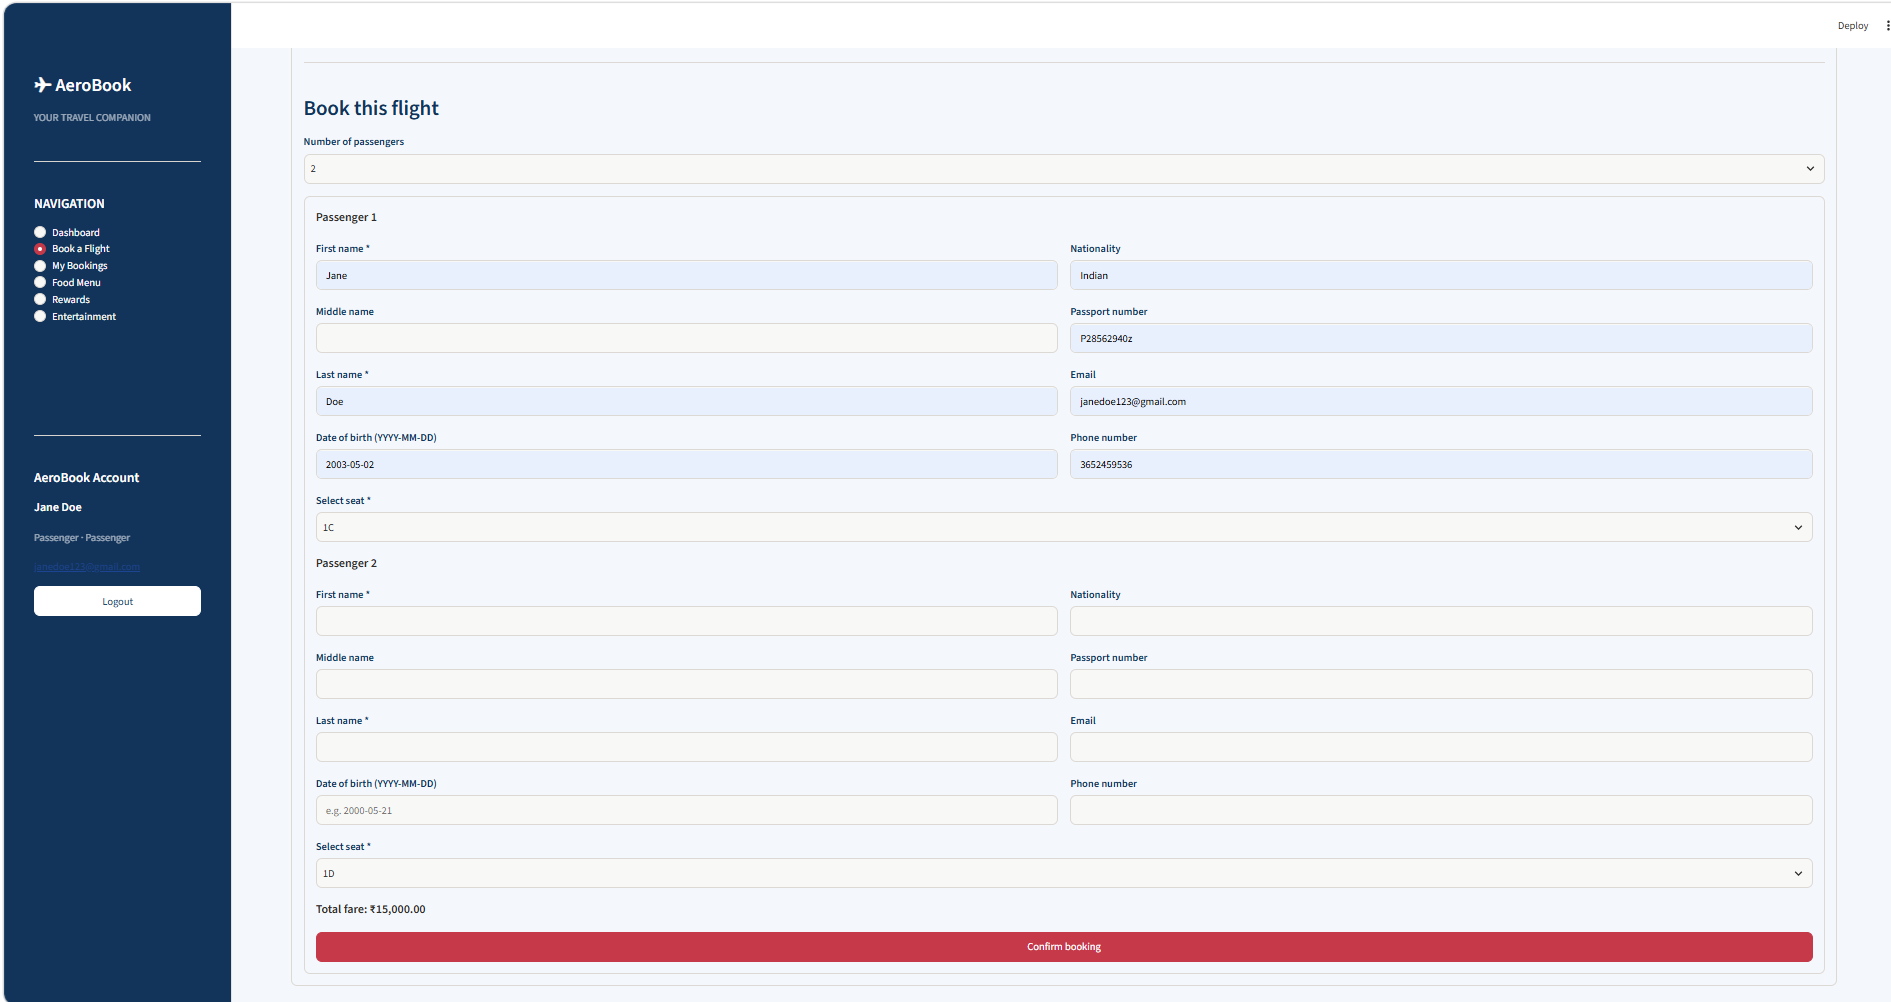 Deploy
AeroBook
YOUR TRAVEL COMPANION
NAVIGATION
Dashboard
Book a Flight
My Bookings
Food Menu
Rewards
Entertainment
AeroBook Account
Jane Doe
Passenger · Passenger
janedoe123@gmail.com
Logout
Book this flight
Number of passengers
2
Passenger 1
First name *
Jane
Nationality
Indian
Middle name
Passport number
P28562940z
Last name *
Doe
Email
janedoe123@gmail.com
Date of birth (YYYY-MM-DD)
2003-05-02
Phone number
3652459536
Select seat *
1C
Passenger 2
First name *
Nationality
Middle name
Passport number
Last name *
Email
Date of birth (YYYY-MM-DD)
e.g. 2000-05-21
Phone number
Select seat *
1D
Total fare: ₹15,000.00
Confirm booking